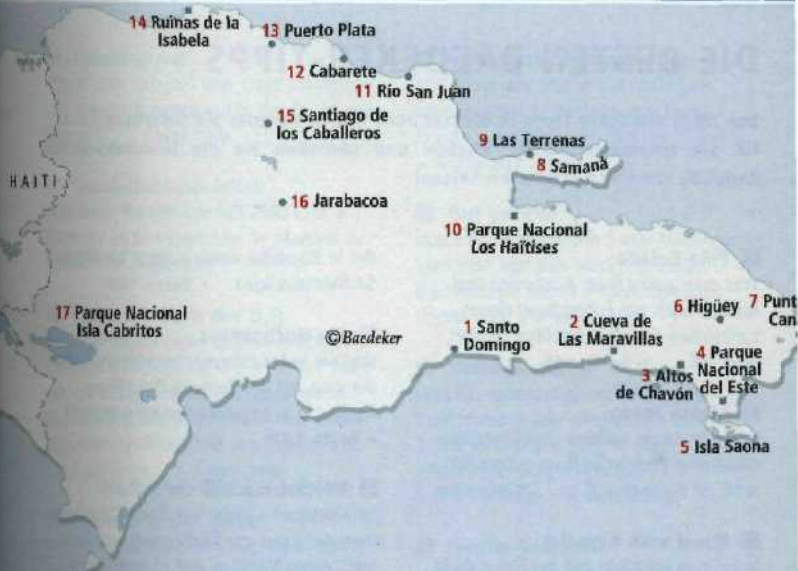 14 Ruinas de la
Isabela
13 Puerto Plata
12 Cabarete
11 Río San Juan
15 Santiago de
los Caballeros
9 Las Terrenas
8 Samaná
HAITI
16 Jarabacoa
10 Parque Nacional
Los Haïtises
17 Parque Nacional
Isla Cabritos
©Baedeker
1 Santo
Domingo
2 Cueva de
Las Maravillas
6 Higüey
7 Punt
Can
3 Altos
de Chavón
4 Parque
Nacional
del Este
5 Isla Saona